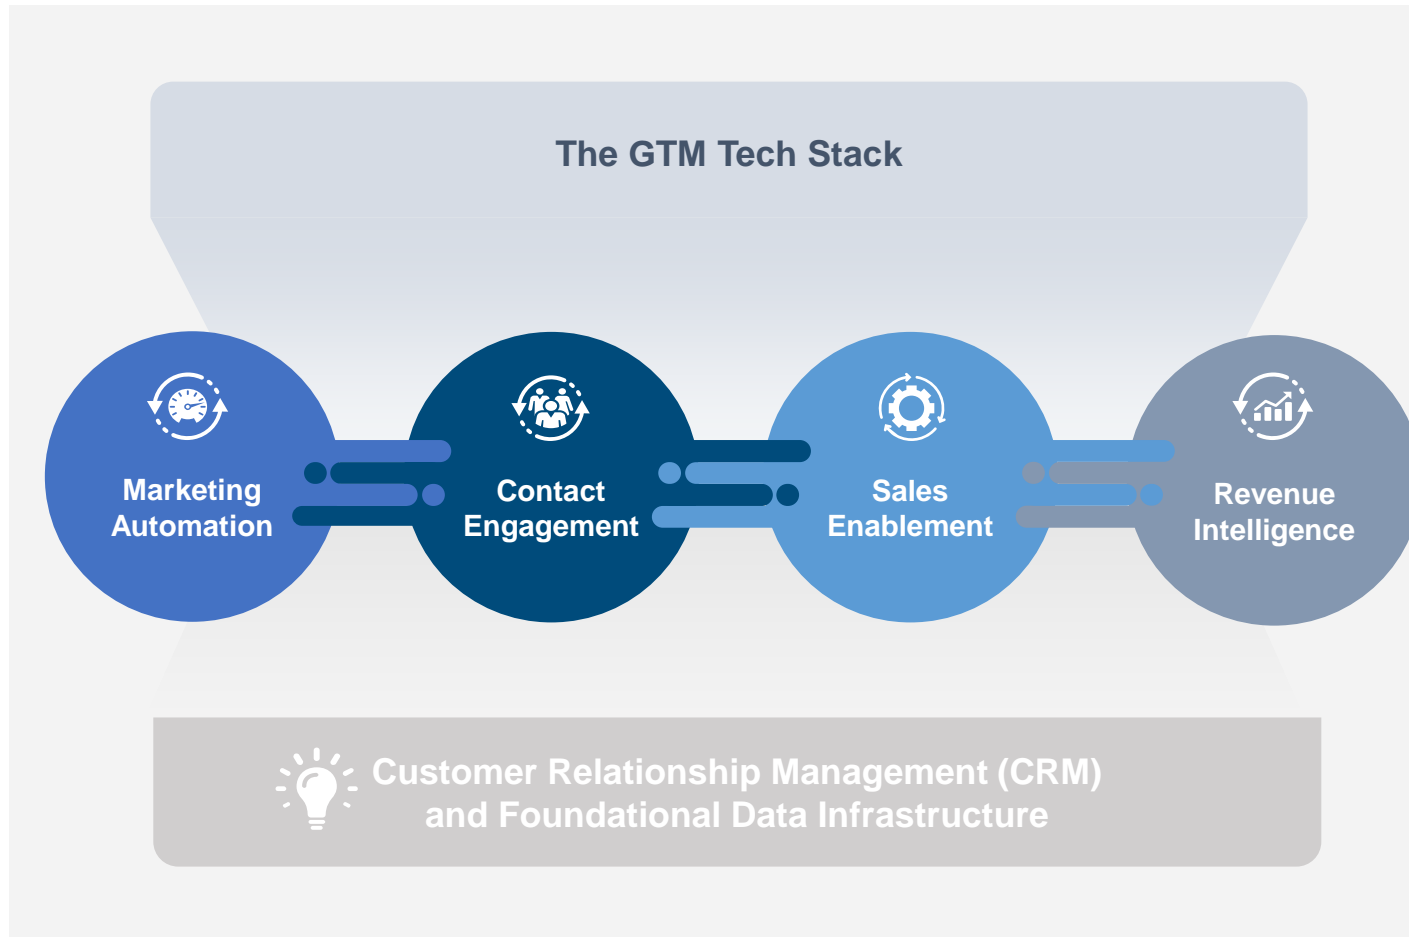 The GTM Tech Stack
Marketing
Automation
Contact
Engagement
Sales
Enablement
Revenue
Intelligence
Customer Relationship Management (CRM)
and Foundational Data Infrastructure